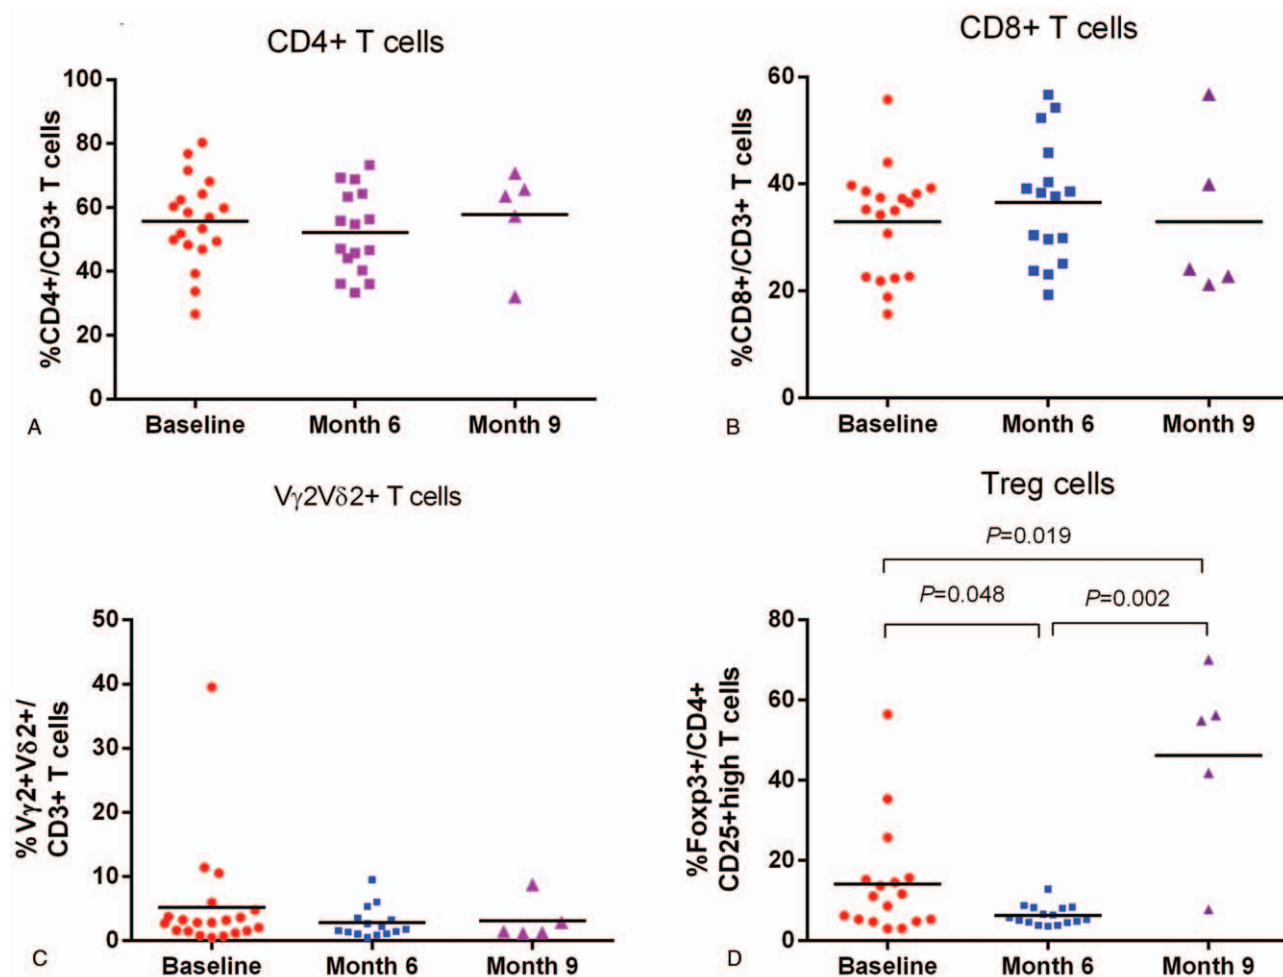 CD4+ T cells
%CD4+/CD3+ T cells
100
80
60
40
20
0
Baseline
Month 6
Month 9
A
CD8+ T cells
%CD8+/CD3+ T cells
60
40
20
0
Baseline
Month 6
Month 9
B
Vγ2Vδ2+ T cells
%Vγ2+Vδ2+/
CD3+ T cells
50
40
30
20
10
0
Baseline
Month 6
Month 9
C
Treg cells
P=0.019
P=0.048
P=0.002
%Foxp3+/CD4+
CD25+high T cells
80
60
40
20
0
Baseline
Month 6
Month 9
D